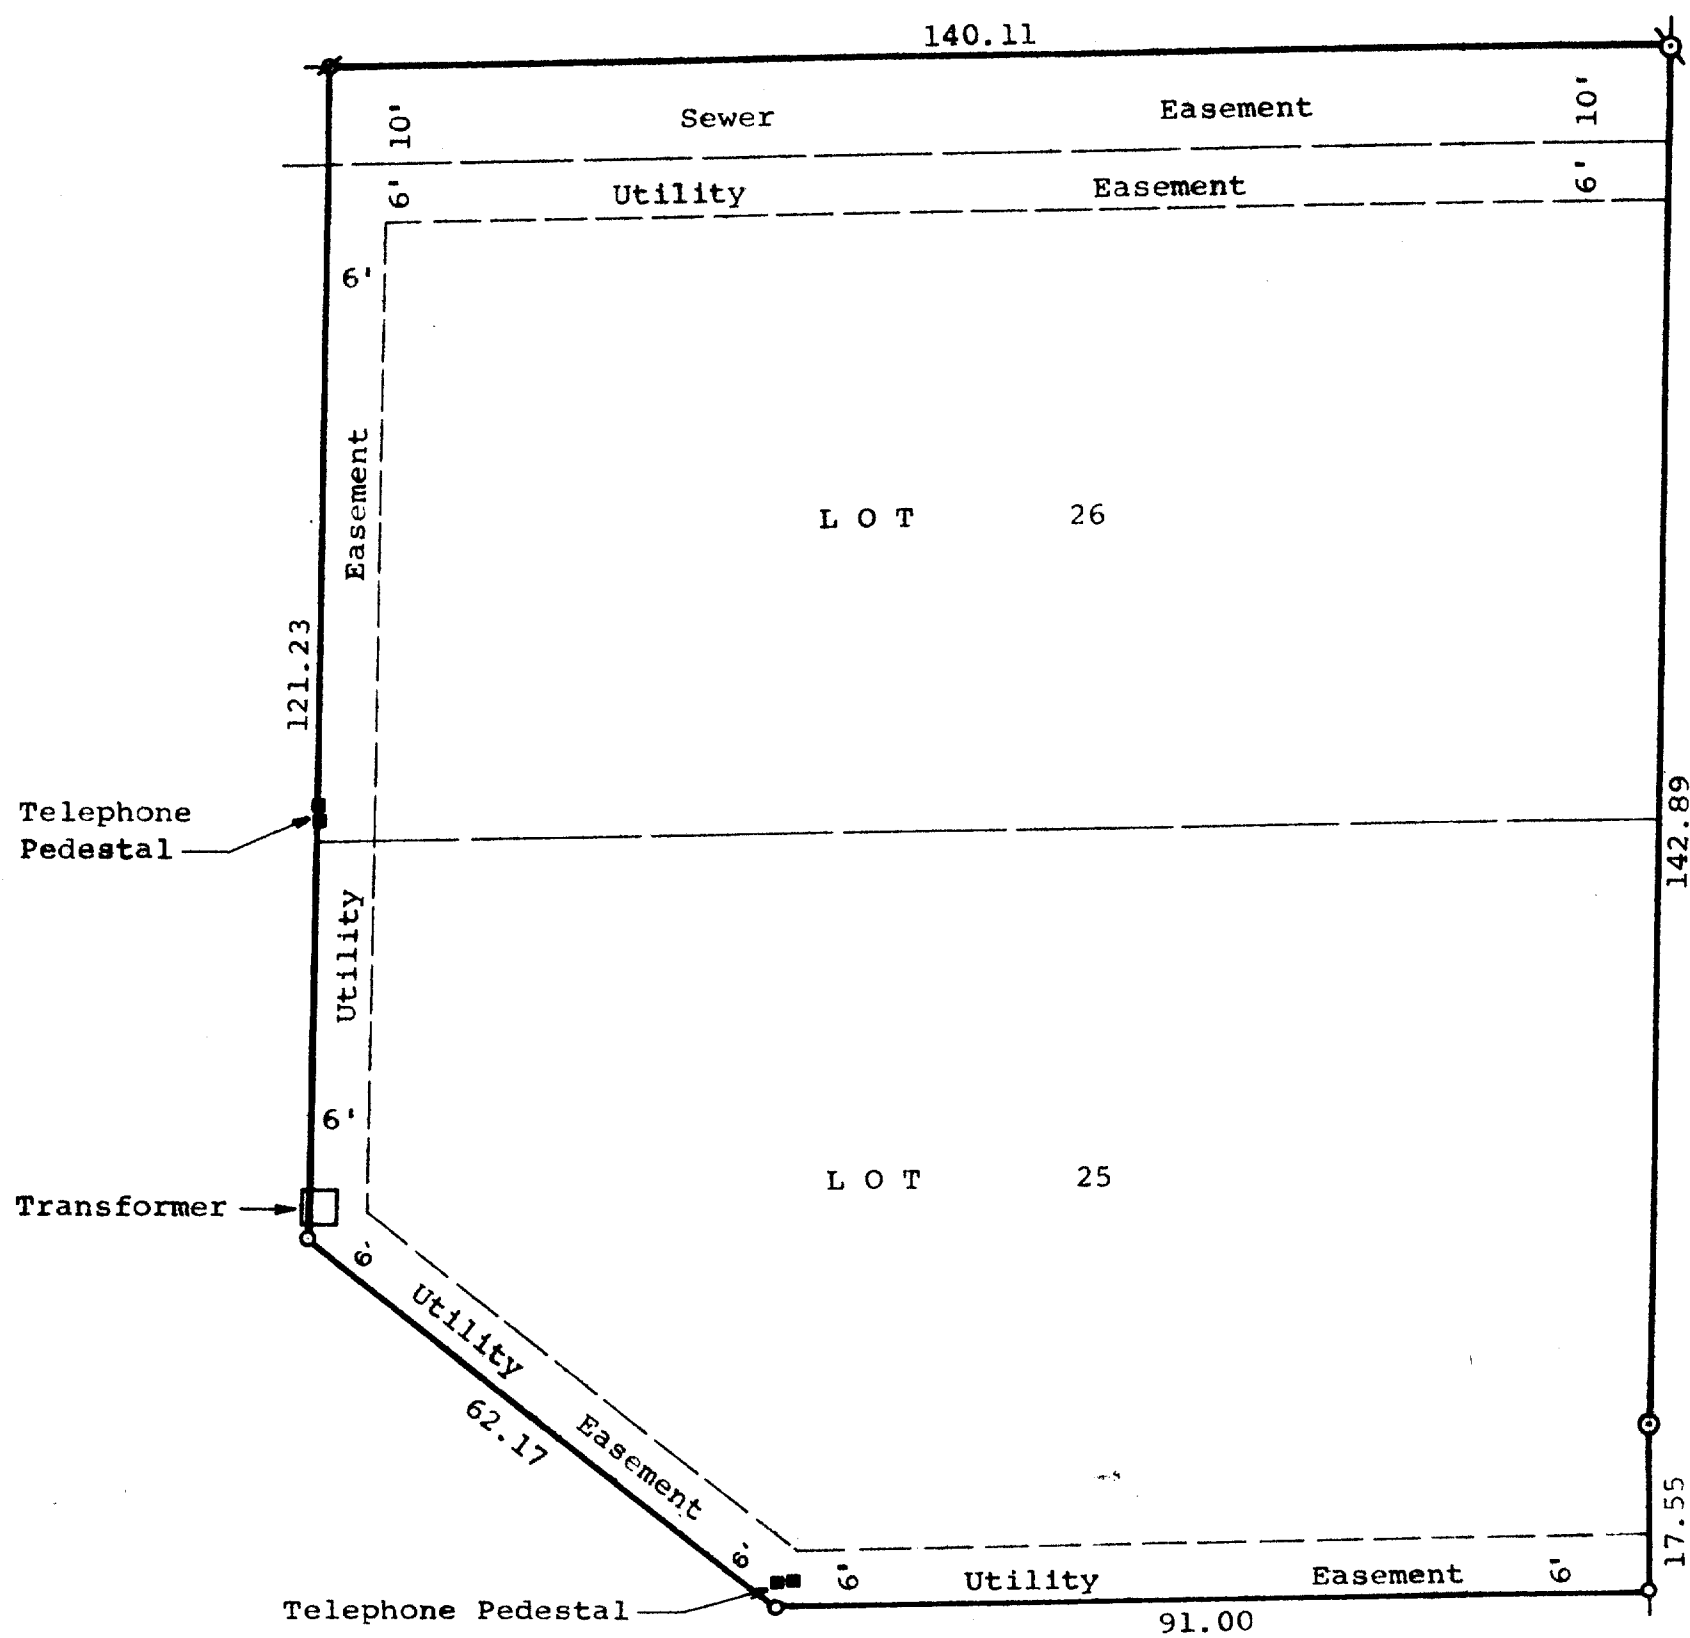 140.11
10'
Sewer Easement
10'
6'
Utility Easement
6'
6'
Easement
LOT 26
121.23
Telephone
Pedestal
142.89
Utility
6'
LOT 25
Transformer
6'
Utility Easement
62.17
6'
17.55
6'
Utility Easement
6'
Telephone Pedestal
91.00